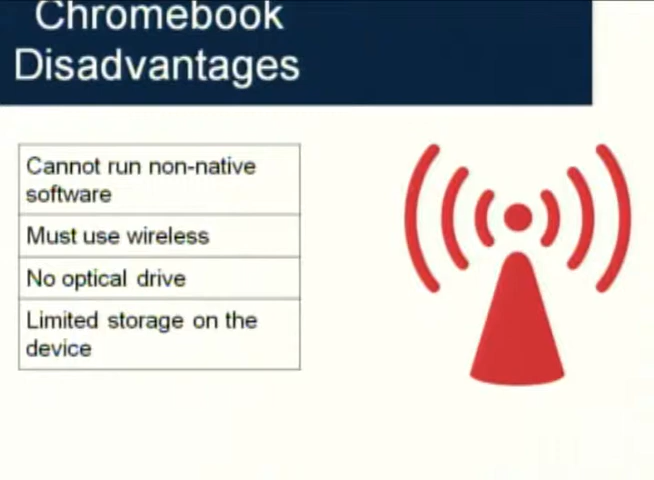 Chromebook
Disadvantages
Cannot run non-native
software
Must use wireless
No optical drive
Limited storage on the
device